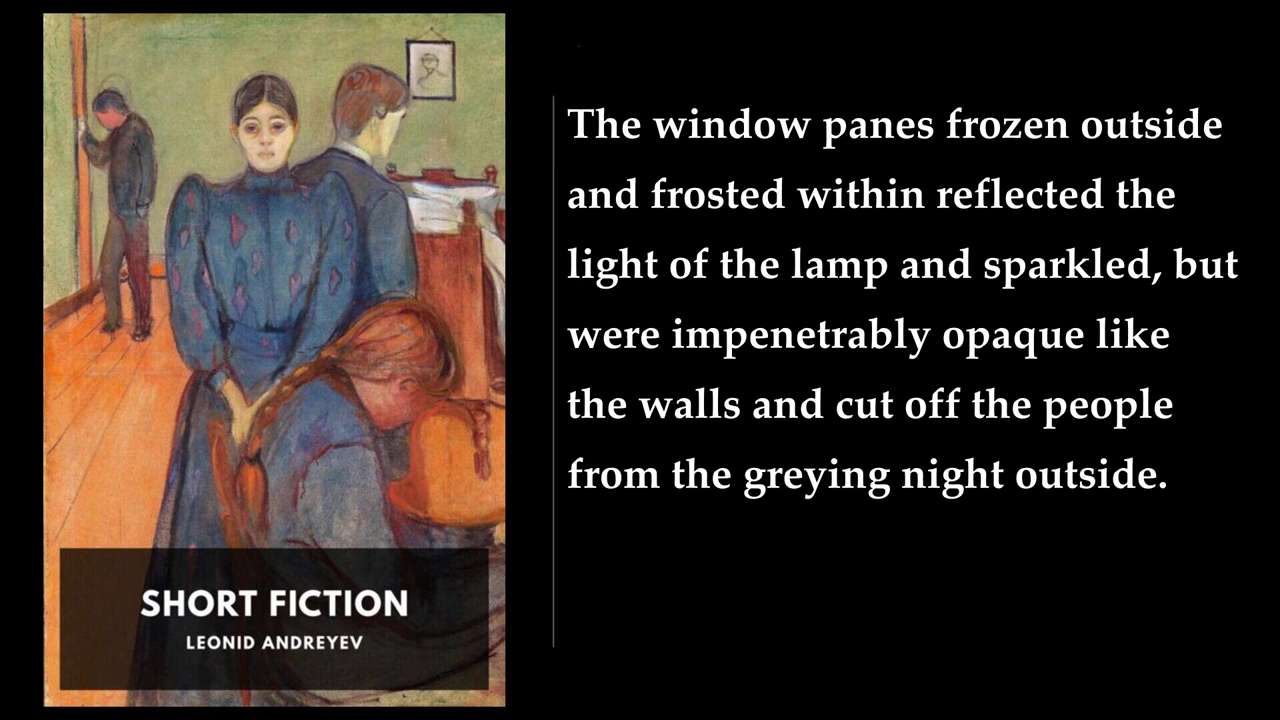 The window panes frozen outside
and frosted within reflected the
light of the lamp and sparkled, but
were impenetrably opaque like
the walls and cut off the people
from the greying night outside.
SHORT FICTION
LEONID ANDREYEV